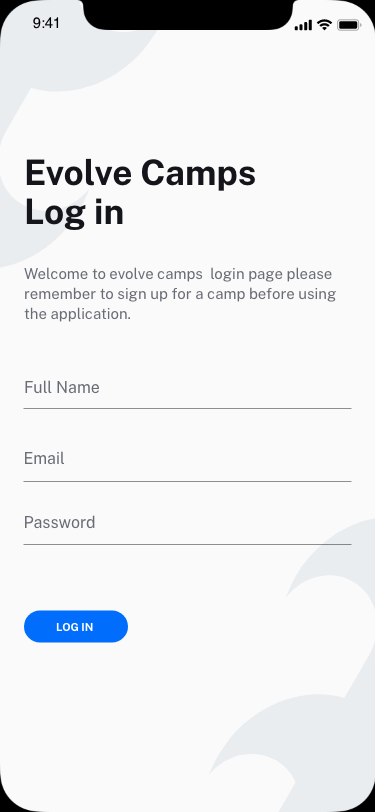 9:41
Evolve Camps
Log in
Welcome to evolve camps  login page please
remember to sign up for a camp before using
the application.
Full Name
Email
Password
LOG IN